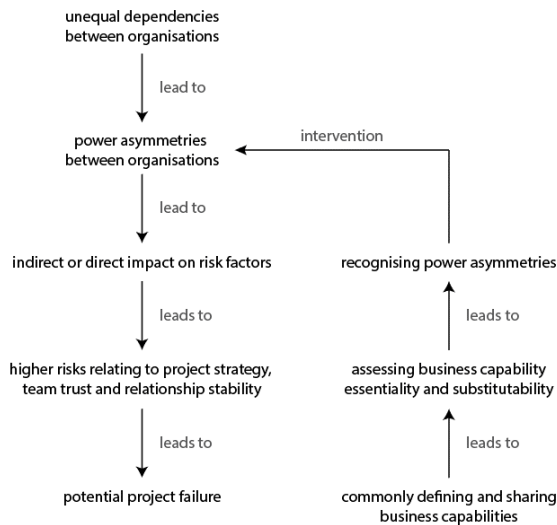 unequal dependencies
between organisations
lead to
power asymmetries
between organisations
intervention
lead to
indirect or direct impact on risk factors
recognising power asymmetries
leads to
leads to
higher risks relating to project strategy,
team trust and relationship stability
assessing business capability
essentiality and substitutability
leads to
leads to
potential project failure
commonly defining and sharing
business capabilities